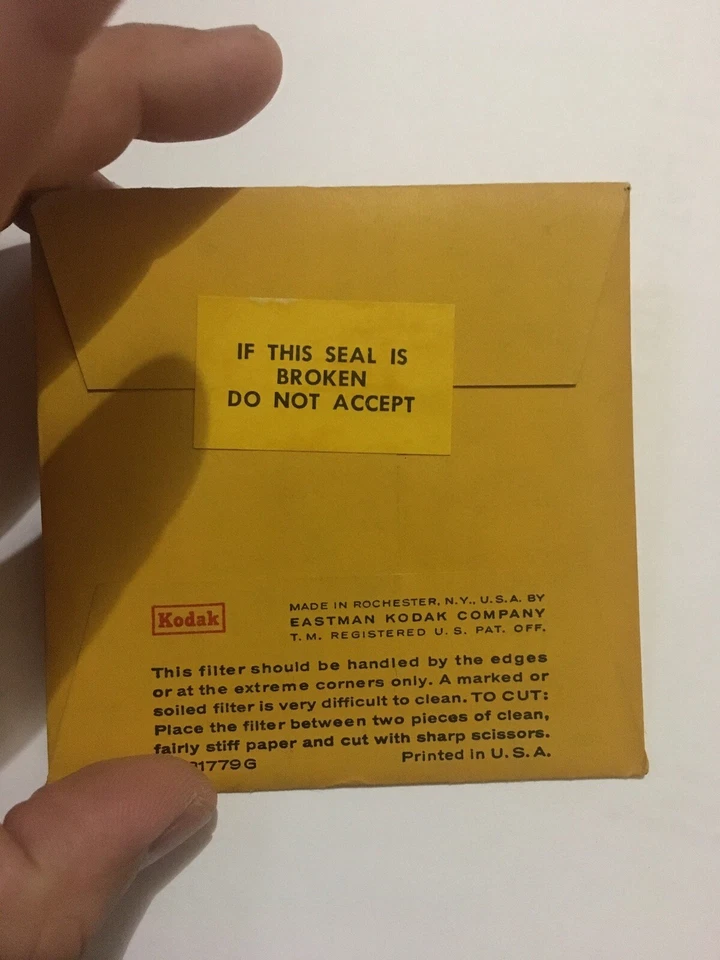 IF THIS SEAL IS
BROKEN
DO NOT ACCEPT
Kodak
MADE IN ROCHESTER, N.Y., U.S.A. BY
EASTMAN KODAK COMPANY
T.M. REGISTERED U.S. PAT. OFF.
This filter should be handled by the edges
or at the extreme corners only. A marked or
soiled filter is very difficult to clean. TO CUT:
Place the filter between two pieces of clean,
fairly stiff paper and cut with sharp scissors.
1779G Printed in U.S.A.